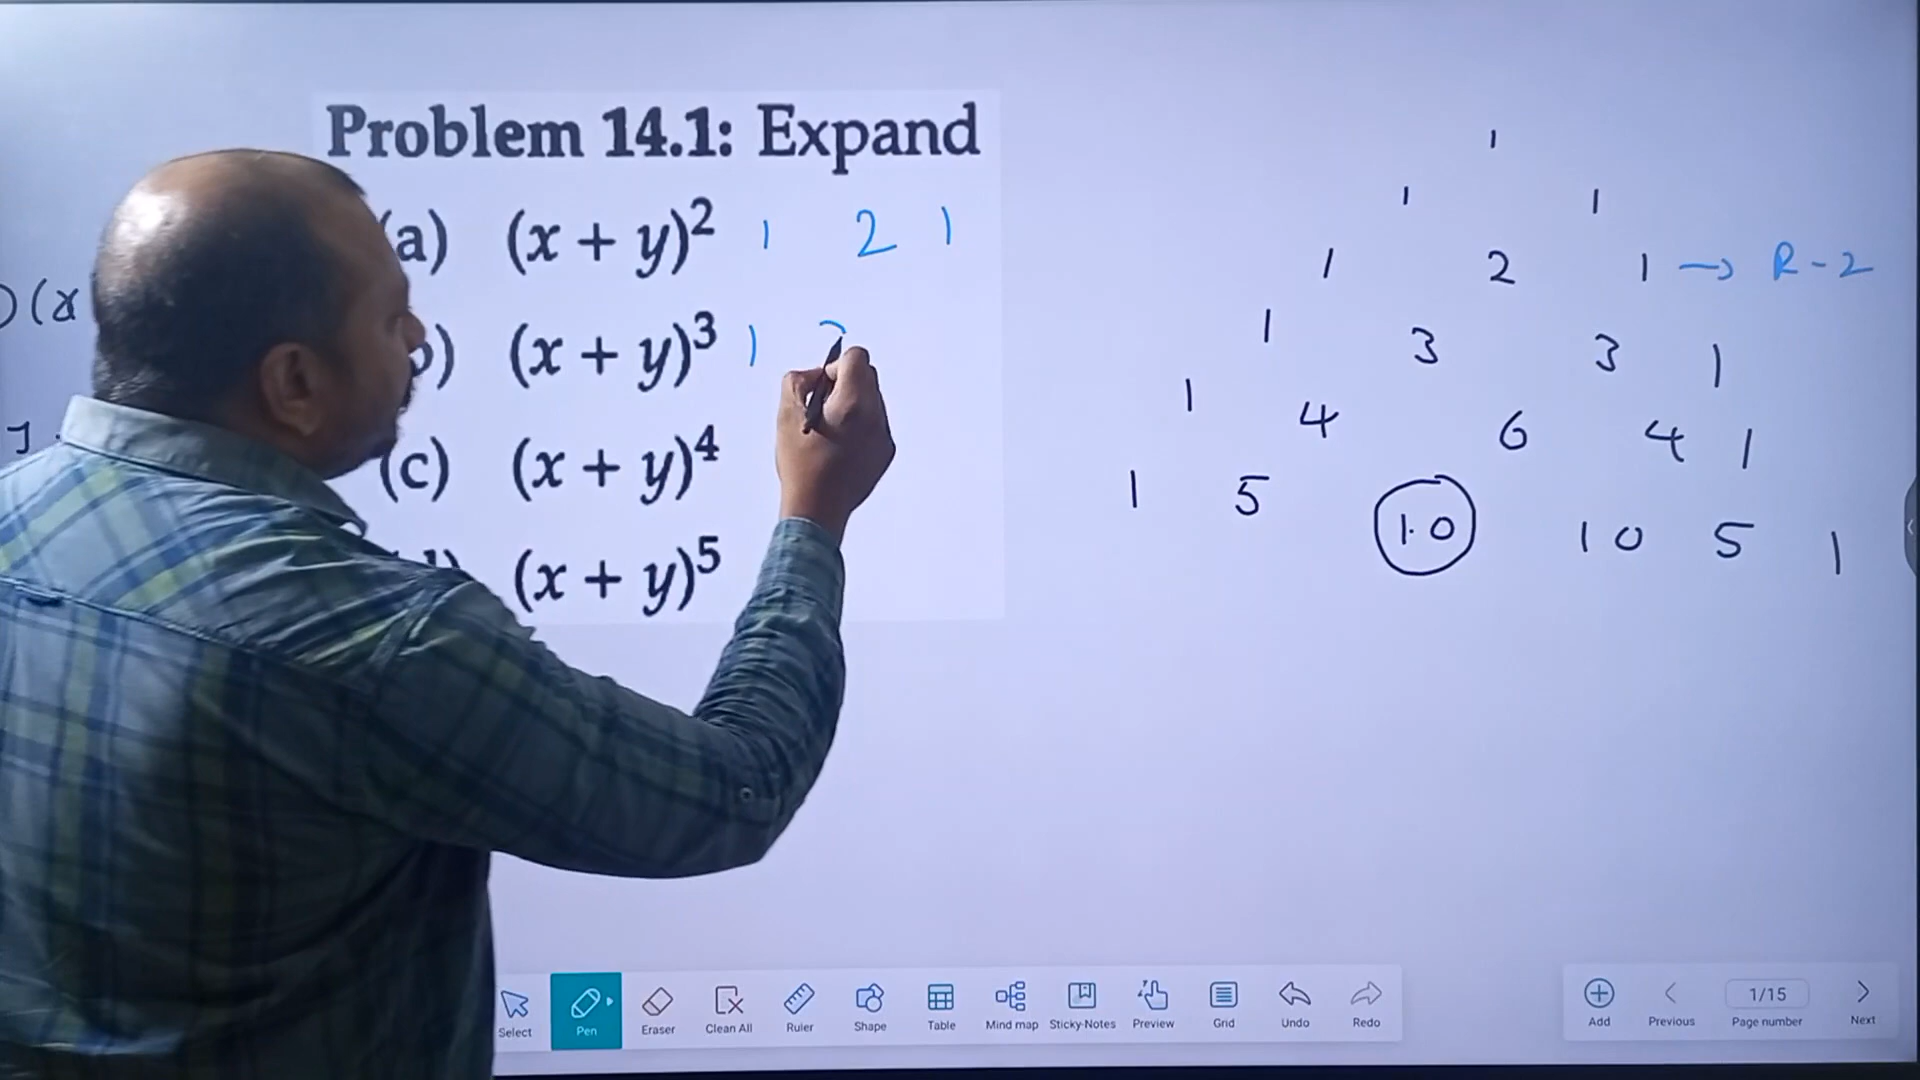 Problem 14.1: Expand
(a) (x + y)² 1 2 1
(x + y)³ 1
(c) (x + y)⁴
(x + y)⁵
(x
1
1 1
1 2 1 → R-2
1 3 3 1
1 4 6 4 1
1 5 10 10 5 1
Select Pen Eraser Clean All Ruler Shape Table Mind map Sticky-Notes Preview Grid Undo Redo
Add Previous 1/15 Page number Next